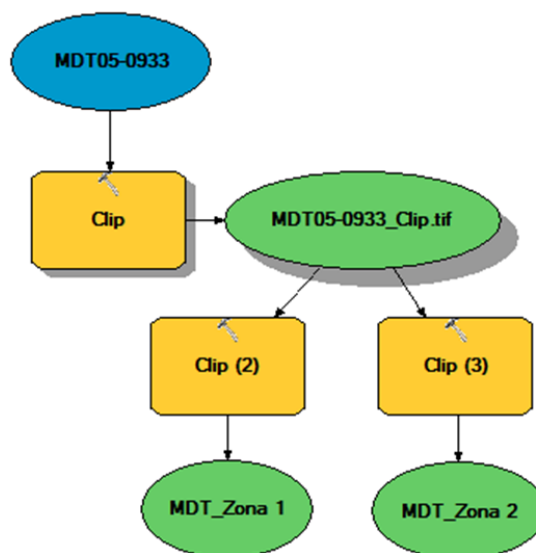 MDT05-0933
Clip
MDT05-0933_Clip.tif
Clip (2)
Clip (3)
MDT_Zona 1
MDT_Zona 2